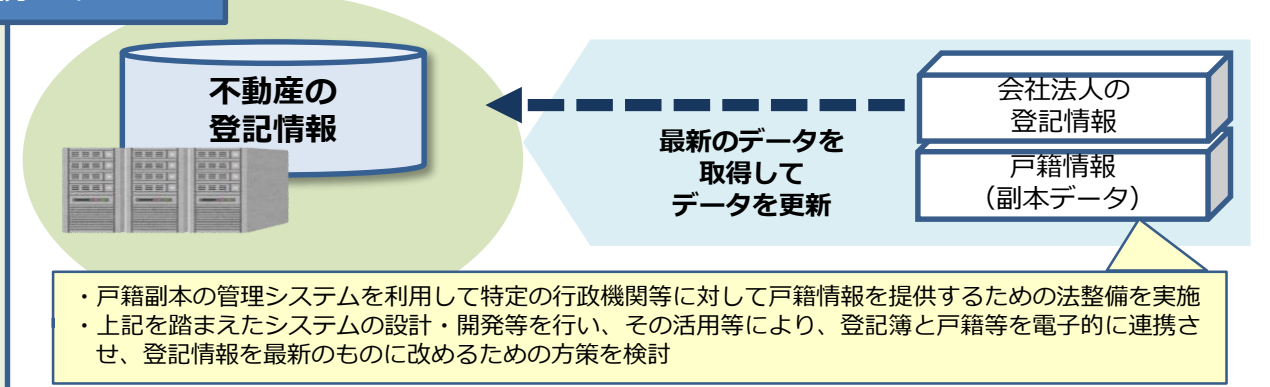 不動産の
登記情報
最新のデータを
取得して
データを更新
会社法人の
登記情報
戸籍情報
(副本データ)
・戸籍副本の管理システムを利用して特定の行政機関等に対して戸籍情報を提供するための法整備を実施
・上記を踏まえたシステムの設計・開発等を行い、その活用等により、登記簿と戸籍等を電子的に連携さ
せ、登記情報を最新のものに改めるための方策を検討